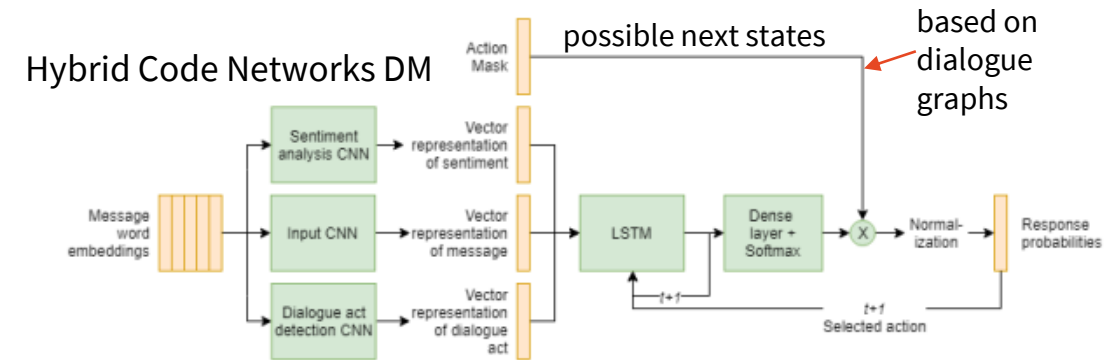 Hybrid Code Networks DM
Action
Mask
possible next states
based on
dialogue
graphs
Message
word
embeddings
Sentiment
analysis CNN
Vector
representation
of sentiment
Input CNN
Vector
representation
of message
Dialogue act
detection CNN
Vector
representation
of dialogue
act
LSTM
t+1
Dense
layer +
Softmax
X
Normal-
ization
Response
probabilities
t+1
Selected action